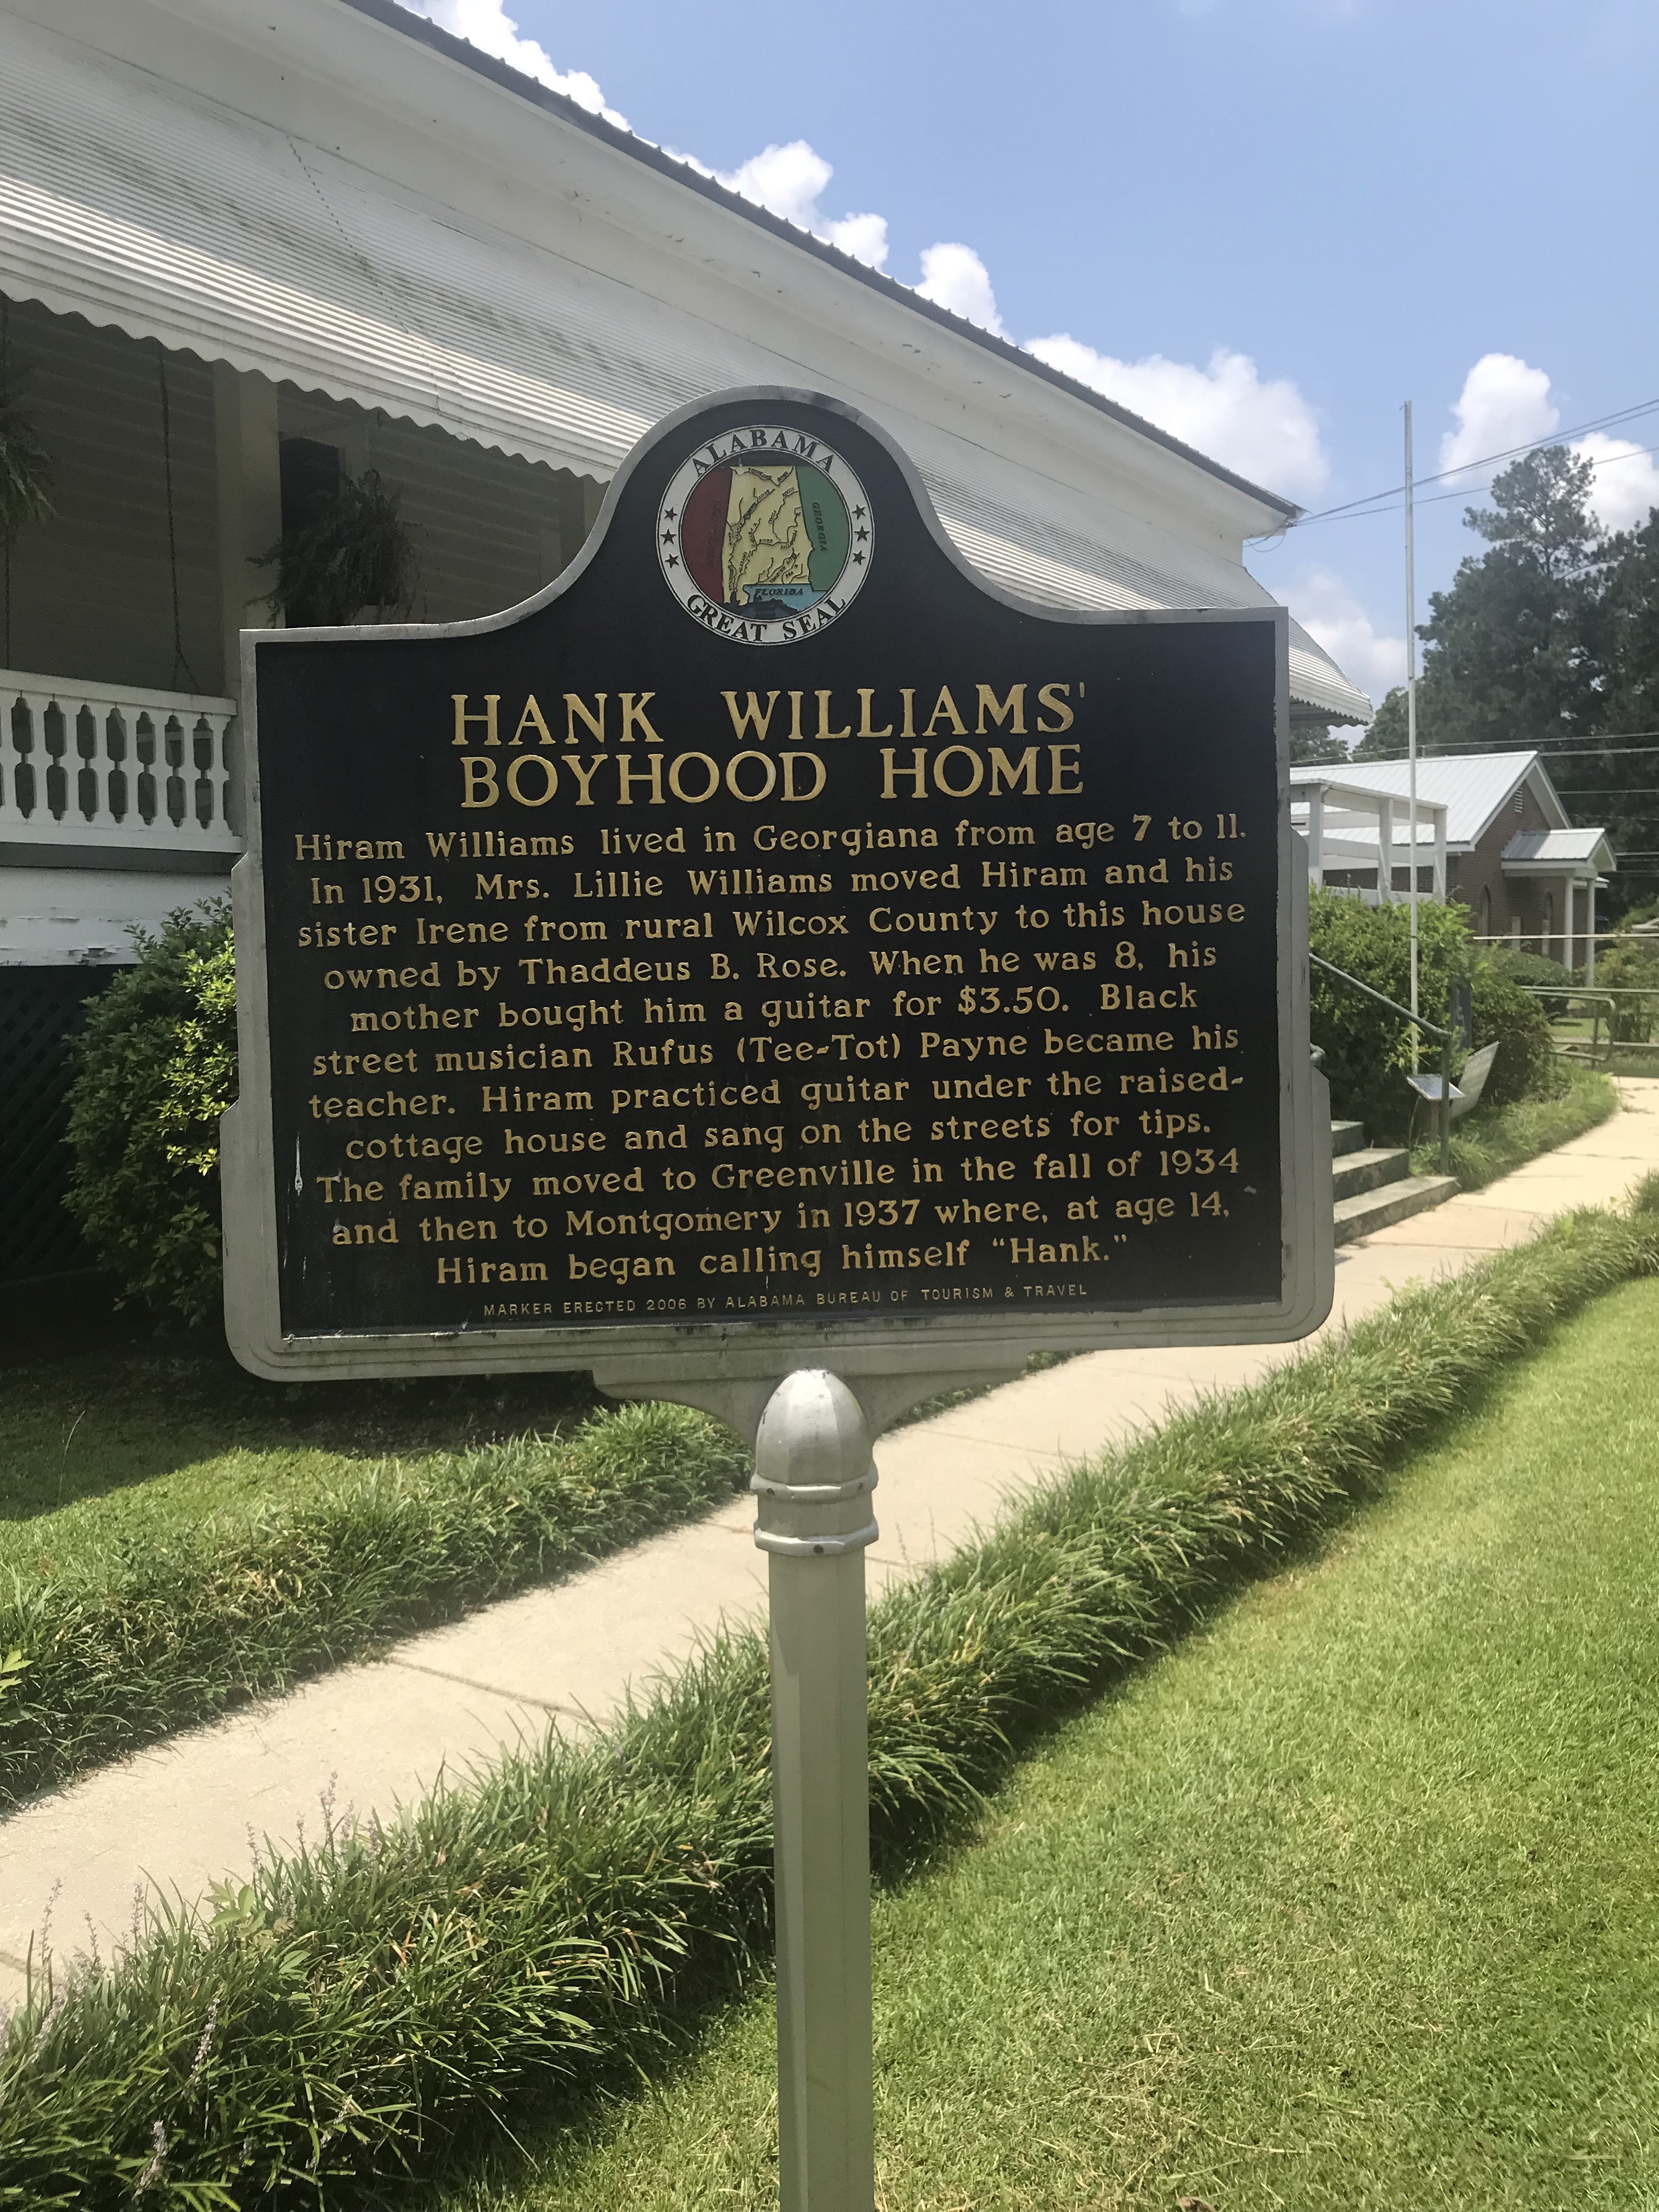 ALABAMA
GEORGIA
FLORIDA
GREAT SEAL
HANK WILLIAMS'
BOYHOOD HOME
Hiram Williams lived in Georgiana from age 7 to 11.
In 1931, Mrs. Lillie Williams moved Hiram and his
sister Irene from rural Wilcox County to this house
owned by Thaddeus B. Rose. When he was 8, his
mother bought him a guitar for $3.50. Black
street musician Rufus (Tee-Tot) Payne became his
teacher. Hiram practiced guitar under the raised-
cottage house and sang on the streets for tips.
The family moved to Greenville in the fall of 1934
and then to Montgomery in 1937 where, at age 14,
Hiram began calling himself "Hank."
MARKER ERECTED 2006 BY ALABAMA BUREAU OF TOURISM & TRAVEL